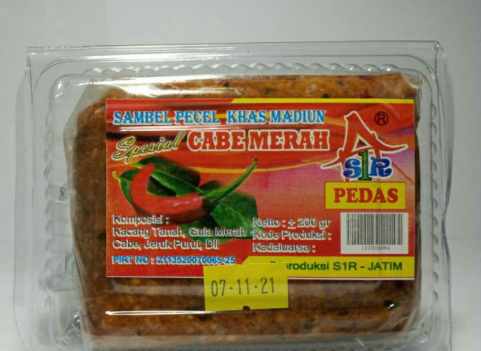 SAMBEL PECEL KHAS MADIUN
Spesial CABE MERAH
®
S1R
PEDAS
Komposisi :
Kacang Tanah, Gula Merah
Cabe, Jeruk Purut, Dll
PIRT NO : 2113520070065-25
Netto : ± 200 gr
Kode Produksi :
Kadaluarsa :
Diproduksi S1R - JATIM
07-11-21